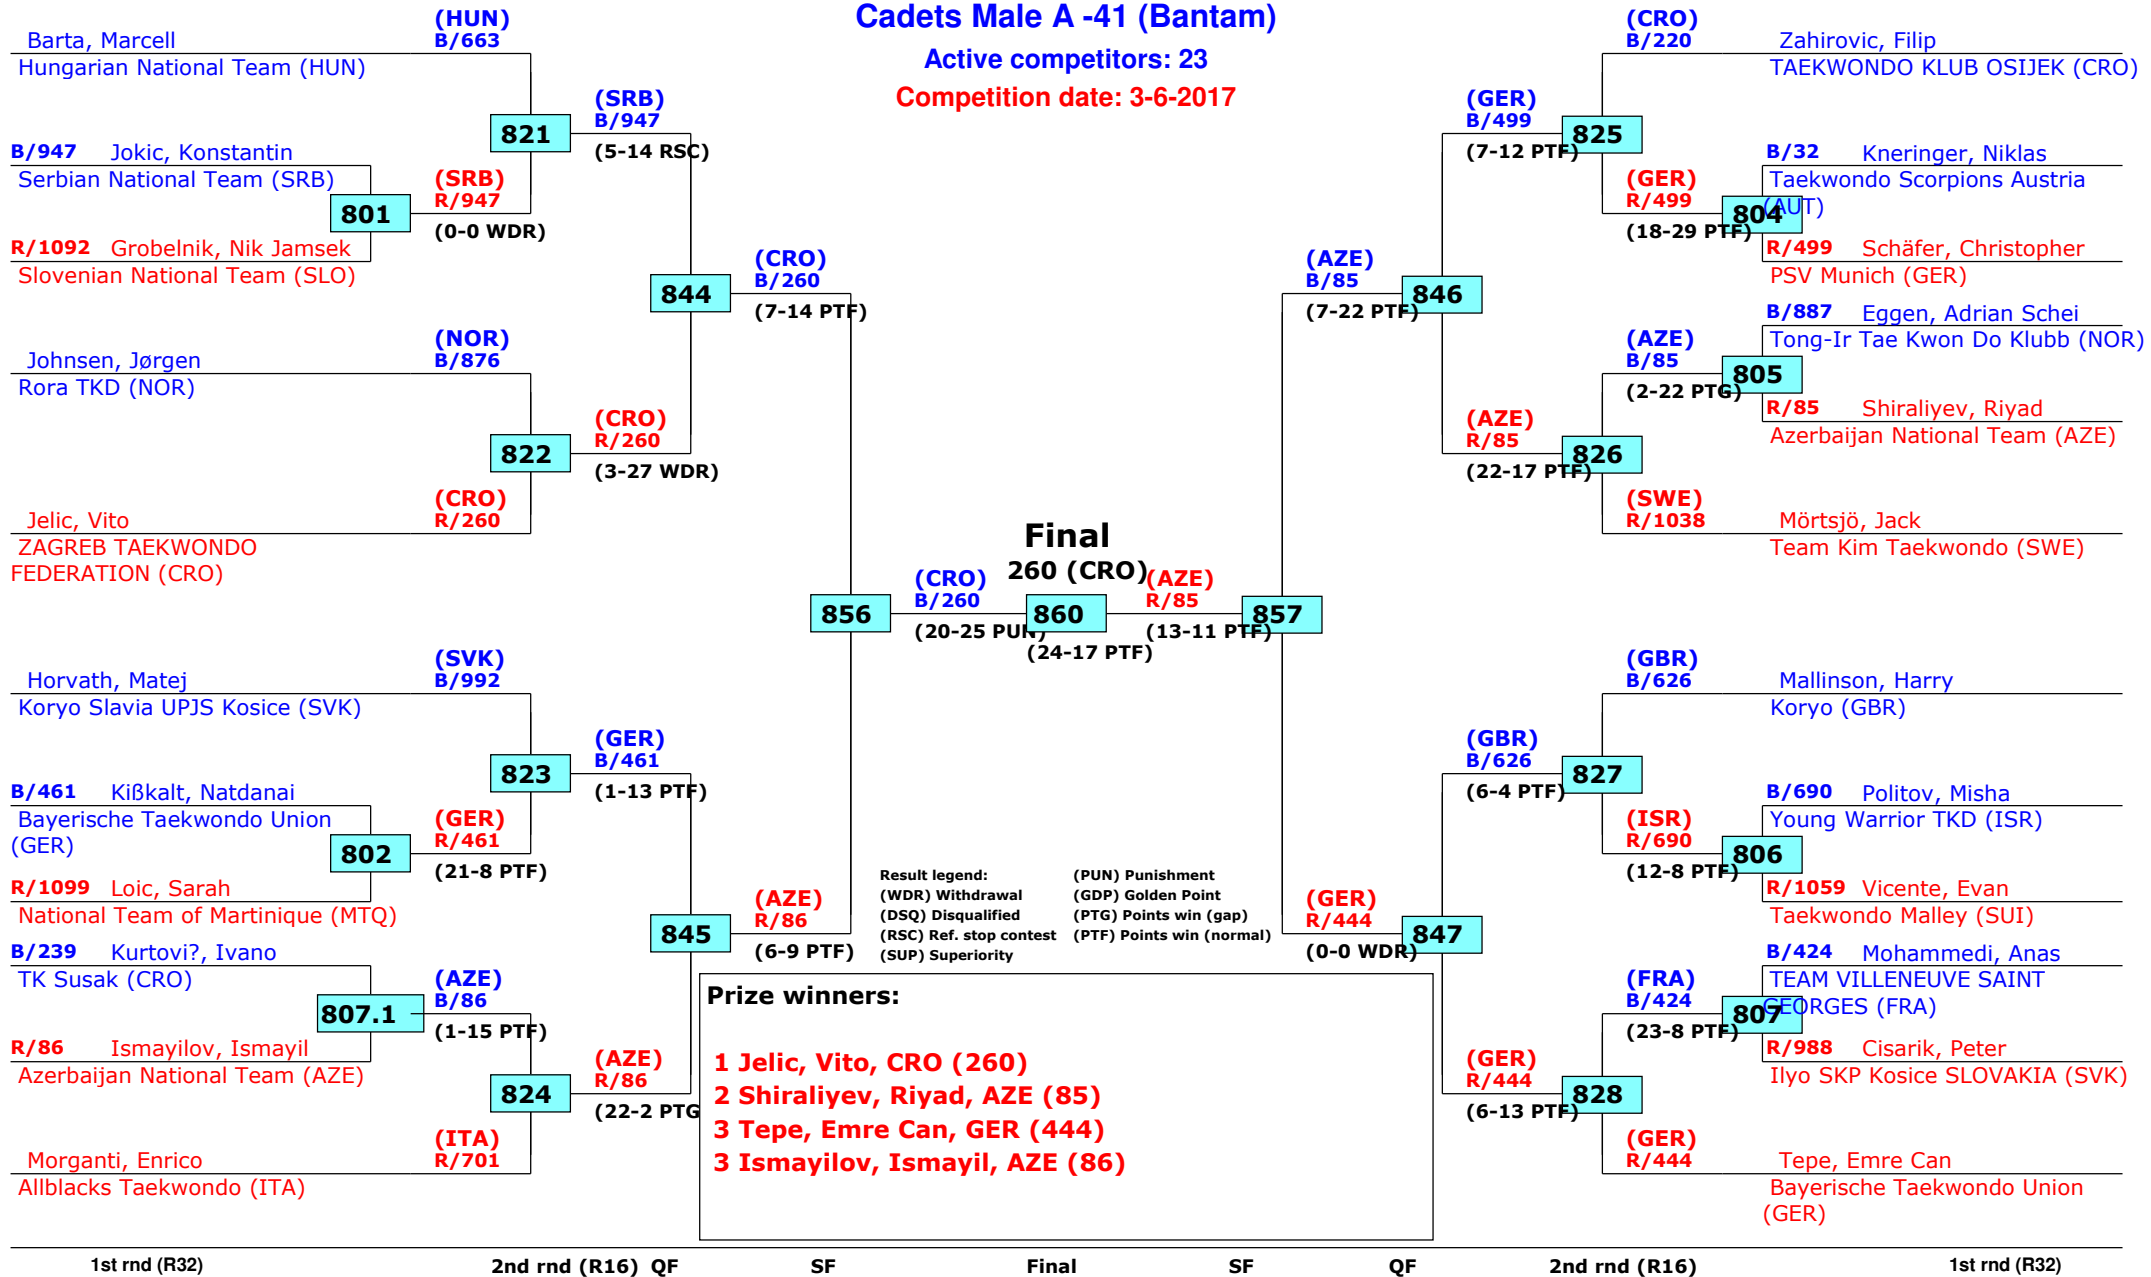 Cadets Male A -41 (Bantam)
Active competitors: 23
Competition date: 3-6-2017
Barta, Marcell
Hungarian National Team (HUN)
(HUN)
B/663
B/947 Jokic, Konstantin
Serbian National Team (SRB)
801
R/1092 Grobelnik, Nik Jamsek
Slovenian National Team (SLO)
(SRB)
R/947
(0-0 WDR)
821
(SRB)
B/947
(5-14 RSC)
Johnsen, Jørgen
Rora TKD (NOR)
(NOR)
B/876
822
Jelic, Vito
ZAGREB TAEKWONDO
FEDERATION (CRO)
(CRO)
R/260
(CRO)
R/260
(3-27 WDR)
844
(CRO)
B/260
(7-14 PTF)
Horvath, Matej
Koryo Slavia UPJS Kosice (SVK)
(SVK)
B/992
B/461 Kißkalt, Natdanai
Bayerische Taekwondo Union
(GER)
802
R/1099 Loic, Sarah
National Team of Martinique (MTQ)
(GER)
R/461
(21-8 PTF)
823
(GER)
B/461
(1-13 PTF)
B/239 Kurtovi?, Ivano
TK Susak (CRO)
807.1
R/86 Ismayilov, Ismayil
Azerbaijan National Team (AZE)
(AZE)
B/86
(1-15 PTF)
824
Morganti, Enrico
Allblacks Taekwondo (ITA)
(ITA)
R/701
(AZE)
R/86
(22-2 PTG
845
(AZE)
R/86
(6-9 PTF)
856
(CRO)
B/260
(20-25 PUN)
Final
260 (CRO)
860
(24-17 PTF)
(AZE)
R/85
(13-11 PTF)
857
(AZE)
B/85
(7-22 PTF)
846
(GER)
B/499
(7-12 PTF)
825
(CRO)
B/220
Zahirovic, Filip
TAEKWONDO KLUB OSIJEK (CRO)
(GER)
R/499
(18-29 PTF)
804
B/32 Kneringer, Niklas
Taekwondo Scorpions Austria
(AUT)
R/499 Schäfer, Christopher
PSV Munich (GER)
B/887 Eggen, Adrian Schei
Tong-Ir Tae Kwon Do Klubb (NOR)
(AZE)
B/85
(2-22 PTG)
805
R/85 Shiraliyev, Riyad
Azerbaijan National Team (AZE)
(AZE)
R/85
(22-17 PTF)
826
(SWE)
R/1038
Mörtsjö, Jack
Team Kim Taekwondo (SWE)
(GBR)
B/626
Mallinson, Harry
Koryo (GBR)
(GBR)
B/626
(6-4 PTF)
827
B/690 Politov, Misha
Young Warrior TKD (ISR)
(ISR)
R/690
(12-8 PTF)
806
R/1059 Vicente, Evan
Taekwondo Malley (SUI)
(GER)
R/444
(0-0 WDR)
847
B/424 Mohammedi, Anas
TEAM VILLENEUVE SAINT
GEORGES (FRA)
(FRA)
B/424
(23-8 PTF)
807
R/988 Cisarik, Peter
Ilyo SKP Kosice SLOVAKIA (SVK)
(GER)
R/444
(6-13 PTF)
828
(GER)
R/444
Tepe, Emre Can
Bayerische Taekwondo Union
(GER)
Result legend:
(WDR) Withdrawal
(DSQ) Disqualified
(RSC) Ref. stop contest
(SUP) Superiority
(PUN) Punishment
(GDP) Golden Point
(PTG) Points win (gap)
(PTF) Points win (normal)
Prize winners:
1 Jelic, Vito, CRO (260)
2 Shiraliyev, Riyad, AZE (85)
3 Tepe, Emre Can, GER (444)
3 Ismayilov, Ismayil, AZE (86)
1st rnd (R32) 2nd rnd (R16) QF SF Final SF QF 2nd rnd (R16) 1st rnd (R32)